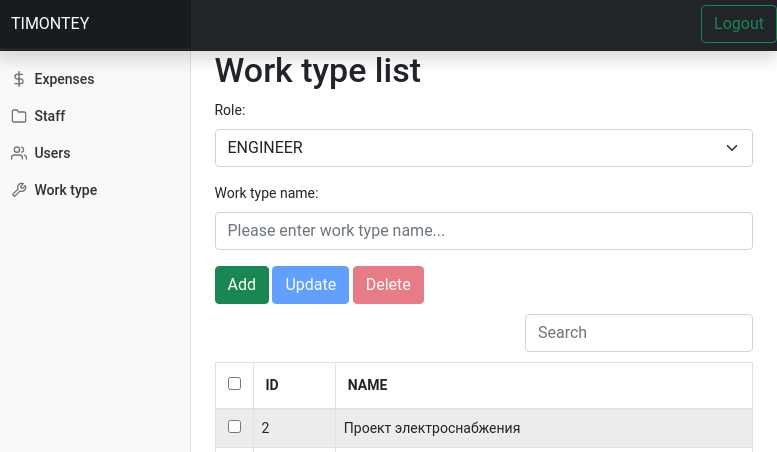 TIMONTEY
Logout
Expenses
Staff
Users
Work type
Work type list
Role:
ENGINEER
Work type name:
Please enter work type name...
Add Update Delete
Search
ID NAME
2 Проект электроснабжения